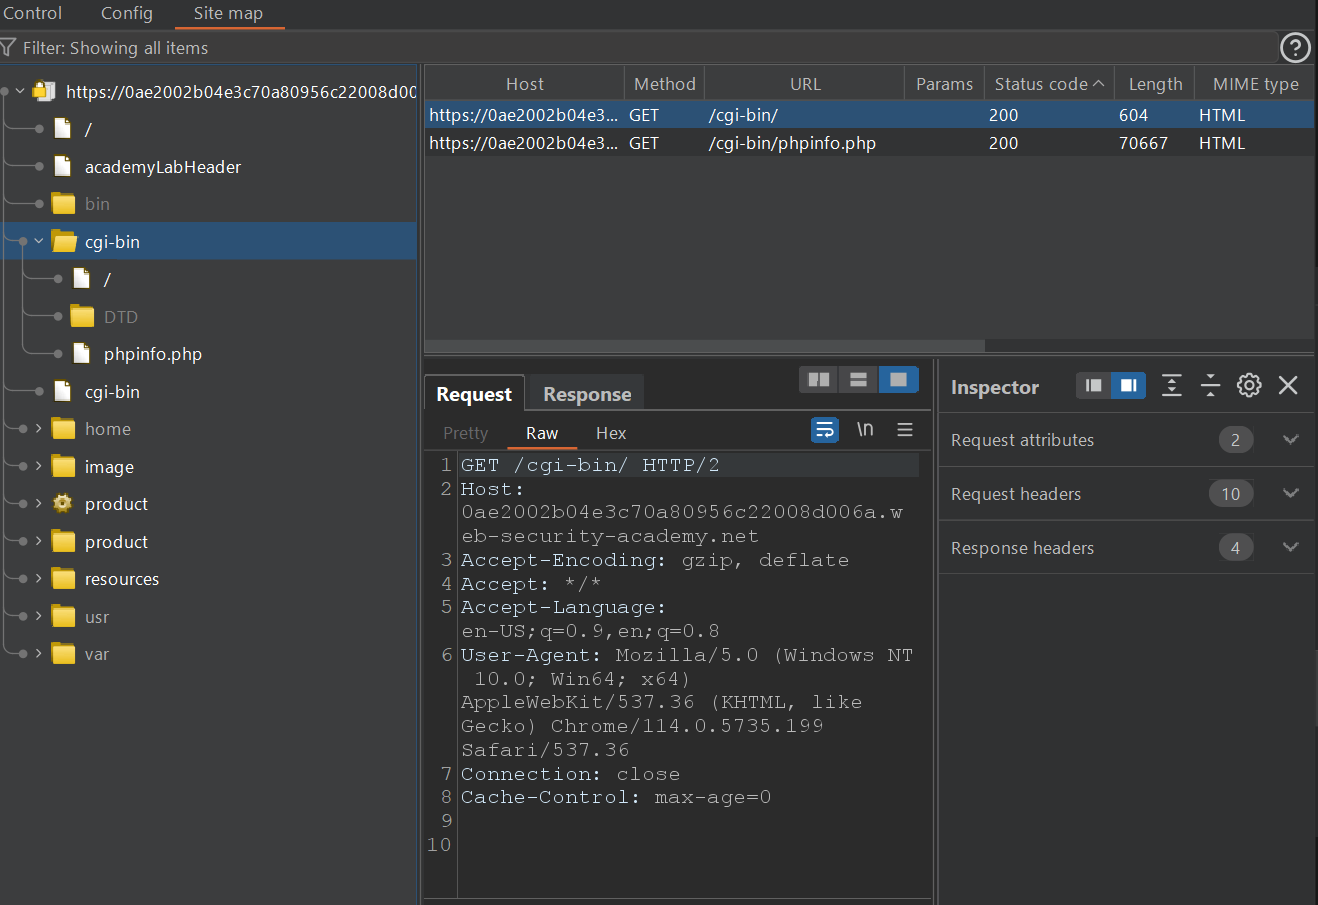 Control Config Site map
Filter: Showing all items
?
https://0ae2002b04e3c70a80956c22008d00
/
academyLabHeader
bin
cgi-bin
/
DTD
phpinfo.php
cgi-bin
home
image
product
product
resources
usr
var
Host Method URL Params Status code Length MIME type
https://0ae2002b04e3... GET /cgi-bin/ 200 604 HTML
https://0ae2002b04e3... GET /cgi-bin/phpinfo.php 200 70667 HTML
Request Response
Pretty Raw Hex \n
1 GET /cgi-bin/ HTTP/2
2 Host:
0ae2002b04e3c70a80956c22008d006a.w
eb-security-academy.net
3 Accept-Encoding: gzip, deflate
4 Accept: */*
5 Accept-Language:
en-US;q=0.9,en;q=0.8
6 User-Agent: Mozilla/5.0 (Windows NT
10.0; Win64; x64)
AppleWebKit/537.36 (KHTML, like
Gecko) Chrome/114.0.5735.199
Safari/537.36
7 Connection: close
8 Cache-Control: max-age=0
9
10
Inspector
Request attributes 2
Request headers 10
Response headers 4